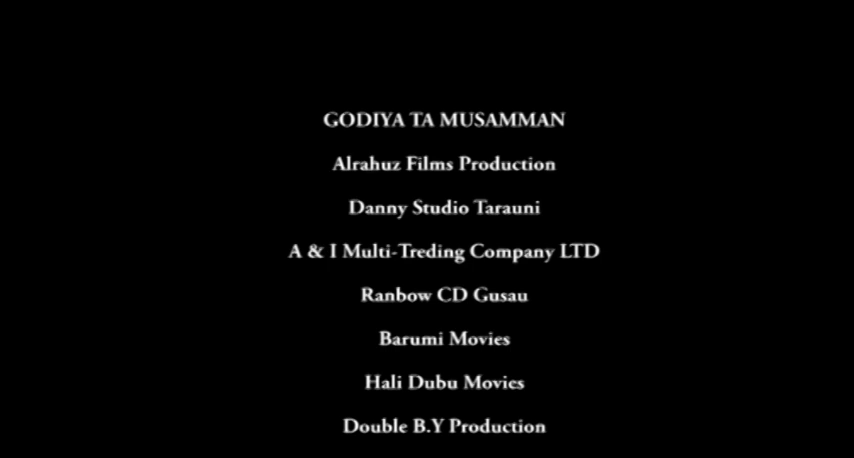 GODIYA TA MUSAMMAN
Alrahuz Films Production
Danny Studio Tarauni
A & I Multi-Treding Company LTD
Ranbow CD Gusau
Barumi Movies
Hali Dubu Movies
Double B.Y Production